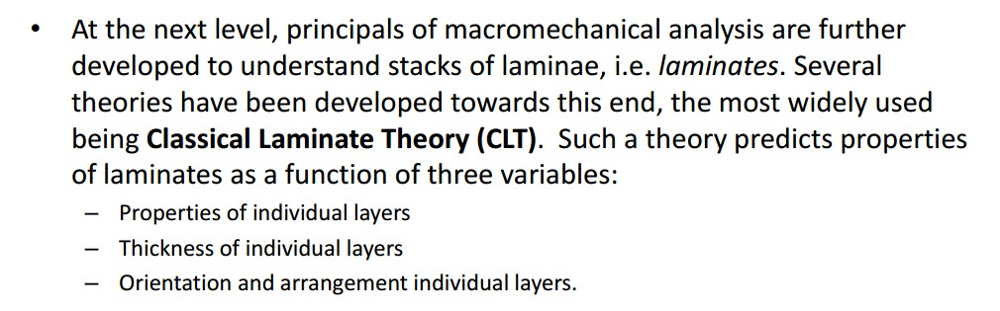 • At the next level, principals of macromechanical analysis are further
developed to understand stacks of laminae, i.e. laminates. Several
theories have been developed towards this end, the most widely used
being Classical Laminate Theory (CLT). Such a theory predicts properties
of laminates as a function of three variables:
– Properties of individual layers
– Thickness of individual layers
– Orientation and arrangement individual layers.